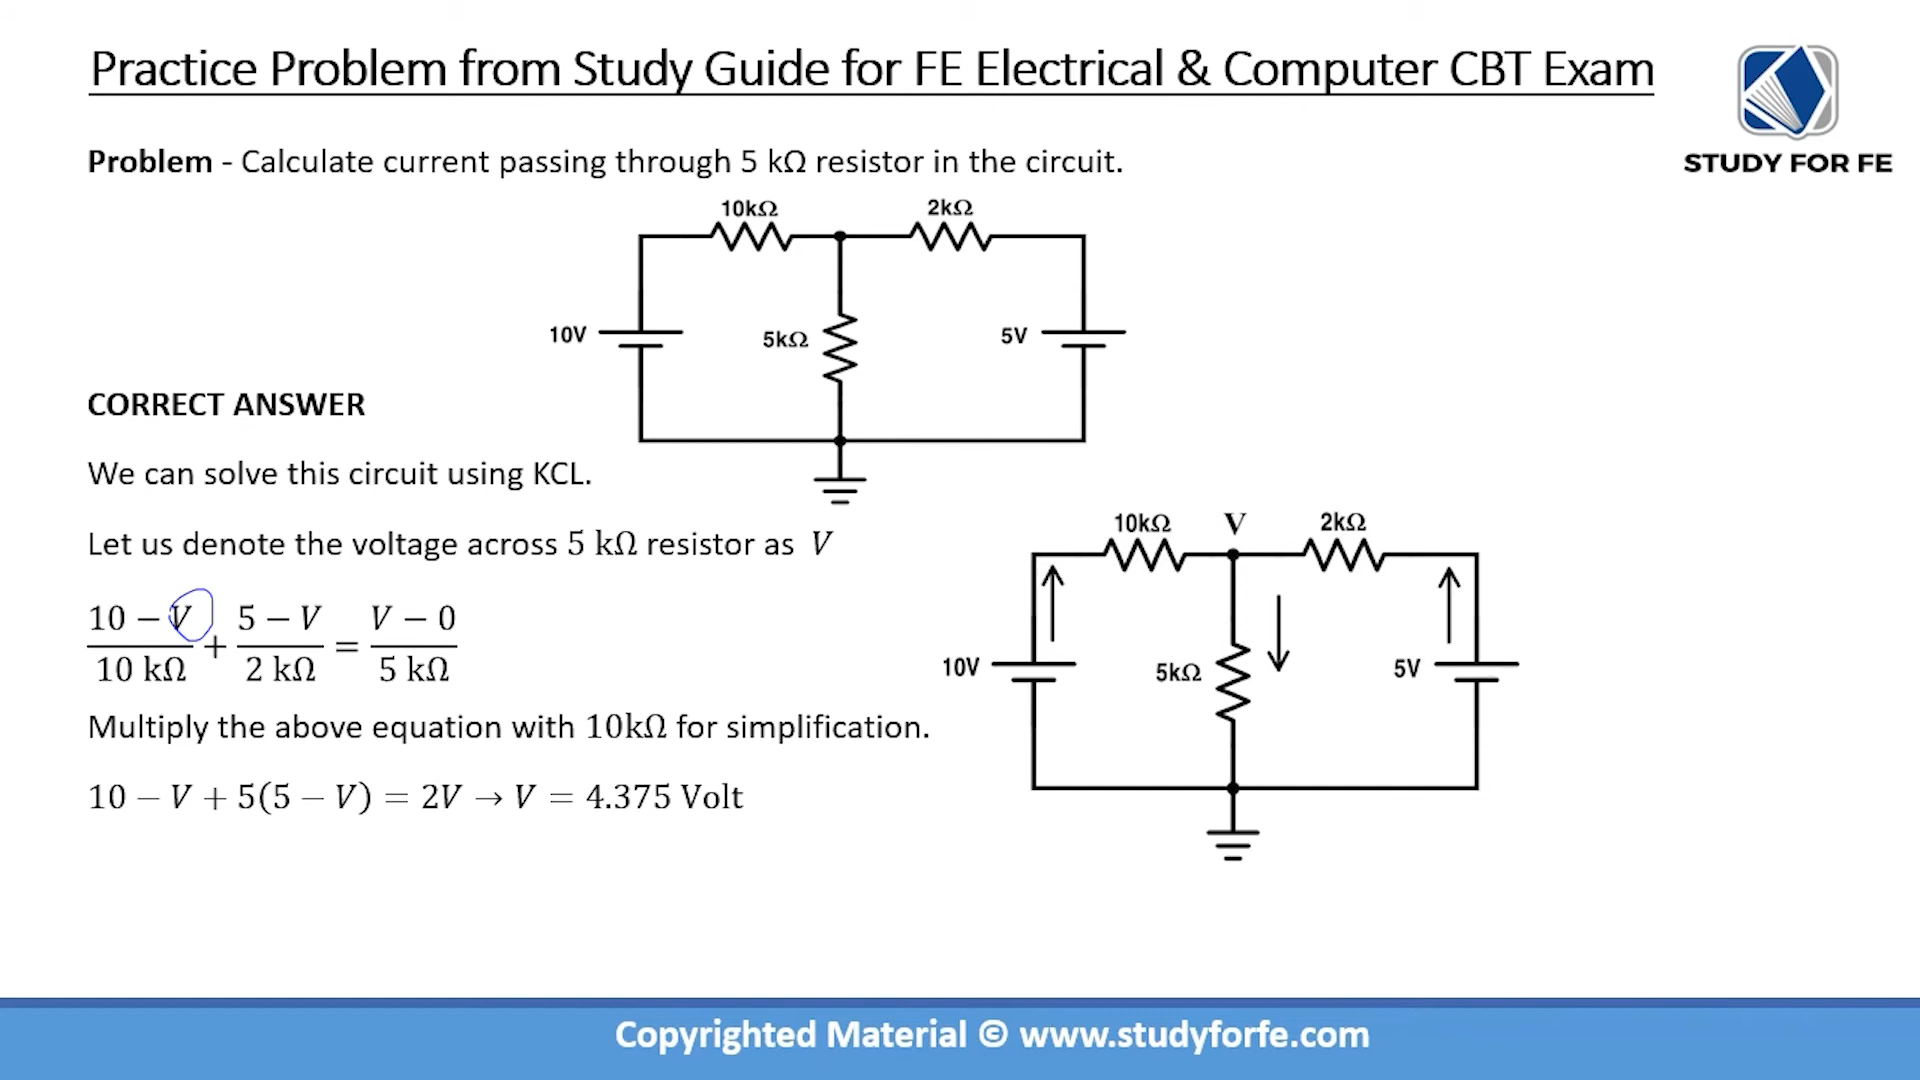 Practice Problem from Study Guide for FE Electrical & Computer CBT Exam
STUDY FOR FE
Problem - Calculate current passing through 5 kΩ resistor in the circuit.
10kΩ 2kΩ
10V 5kΩ 5V
CORRECT ANSWER
We can solve this circuit using KCL.
Let us denote the voltage across 5 kΩ resistor as V
10 − V + 5 − V = V − 0
10 kΩ 2 kΩ 5 kΩ
Multiply the above equation with 10kΩ for simplification.
10 − V + 5(5 − V) = 2V → V = 4.375 Volt
10kΩ V 2kΩ
10V 5kΩ 5V
Copyrighted Material © www.studyforfe.com